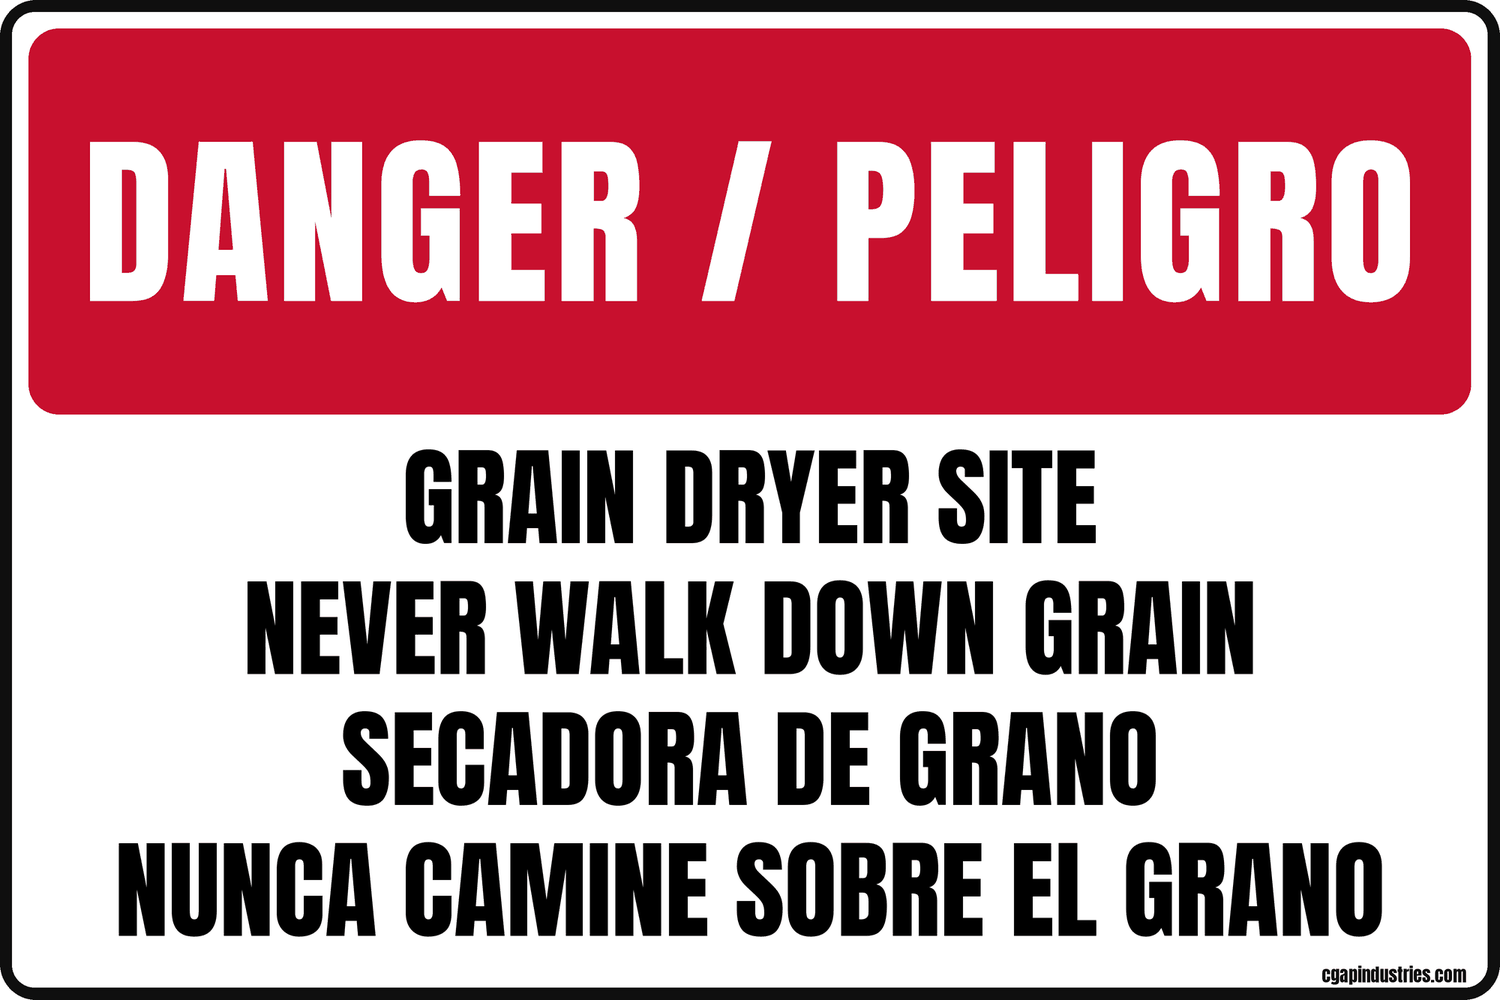 DANGER / PELIGRO
GRAIN DRYER SITE
NEVER WALK DOWN GRAIN
SECADORA DE GRANO
NUNCA CAMINE SOBRE EL GRANO
cgapindustries.com